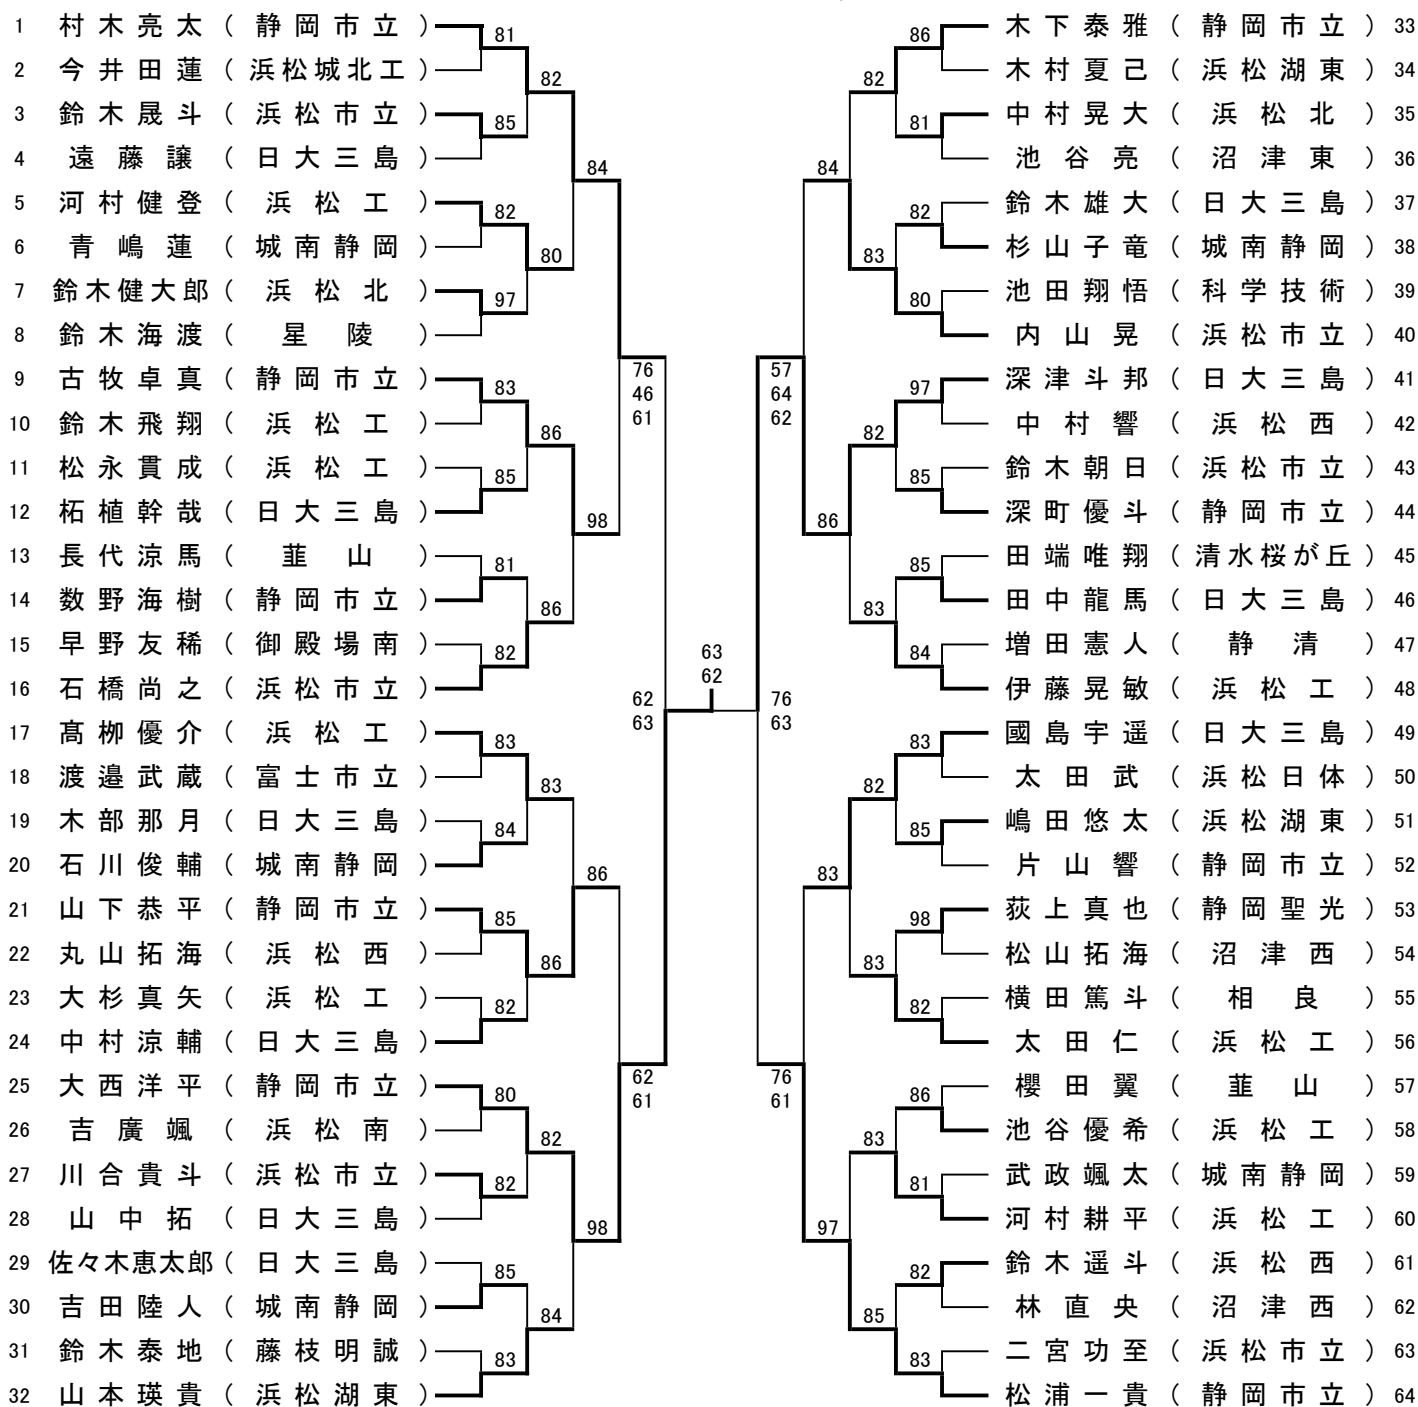 1 村木亮太(静岡市立)
2 今井田蓮(浜松城北工)
3 鈴木晟斗(浜松市立)
4 遠藤譲(日大三島)
5 河村健登(浜松工)
6 青嶋蓮(城南静岡)
7 鈴木健大郎(浜松北)
8 鈴木海渡(星陵)
9 古牧卓真(静岡市立)
10 鈴木飛翔(浜松工)
11 松永貫成(浜松工)
12 柘植幹哉(日大三島)
13 長代涼馬(韮山)
14 数野海樹(静岡市立)
15 早野友稀(御殿場南)
16 石橋尚之(浜松市立)
17 髙栁優介(浜松工)
18 渡邉武蔵(富士市立)
19 木部那月(日大三島)
20 石川俊輔(城南静岡)
21 山下恭平(静岡市立)
22 丸山拓海(浜松西)
23 大杉真矢(浜松工)
24 中村涼輔(日大三島)
25 大西洋平(静岡市立)
26 吉廣颯(浜松南)
27 川合貴斗(浜松市立)
28 山中拓(日大三島)
29 佐々木恵太郎(日大三島)
30 吉田陸人(城南静岡)
31 鈴木泰地(藤枝明誠)
32 山本瑛貴(浜松湖東)
81
85
82
97
83
85
81
82
83
84
85
82
80
82
85
83
82
80
86
86
83
86
82
84
84
98
86
98
76
46
61
62
61
62
63
63
62
76
63
57
64
62
76
61
84
86
83
97
82
83
82
83
82
83
83
85
86
81
82
80
97
85
85
84
83
85
98
82
86
81
82
83
木下泰雅(静岡市立) 33
木村夏己(浜松湖東) 34
中村晃大(浜松北) 35
池谷亮(沼津東) 36
鈴木雄大(日大三島) 37
杉山子竜(城南静岡) 38
池田翔悟(科学技術) 39
内山晃(浜松市立) 40
深津斗邦(日大三島) 41
中村響(浜松西) 42
鈴木朝日(浜松市立) 43
深町優斗(静岡市立) 44
田端唯翔(清水桜が丘) 45
田中龍馬(日大三島) 46
増田憲人(静清) 47
伊藤晃敏(浜松工) 48
國島宇遥(日大三島) 49
太田武(浜松日体) 50
嶋田悠太(浜松湖東) 51
片山響(静岡市立) 52
荻上真也(静岡聖光) 53
松山拓海(沼津西) 54
横田篤斗(相良) 55
太田仁(浜松工) 56
櫻田翼(韮山) 57
池谷優希(浜松工) 58
武政颯太(城南静岡) 59
河村耕平(浜松工) 60
鈴木遥斗(浜松西) 61
林直央(沼津西) 62
二宮功至(浜松市立) 63
松浦一貴(静岡市立) 64